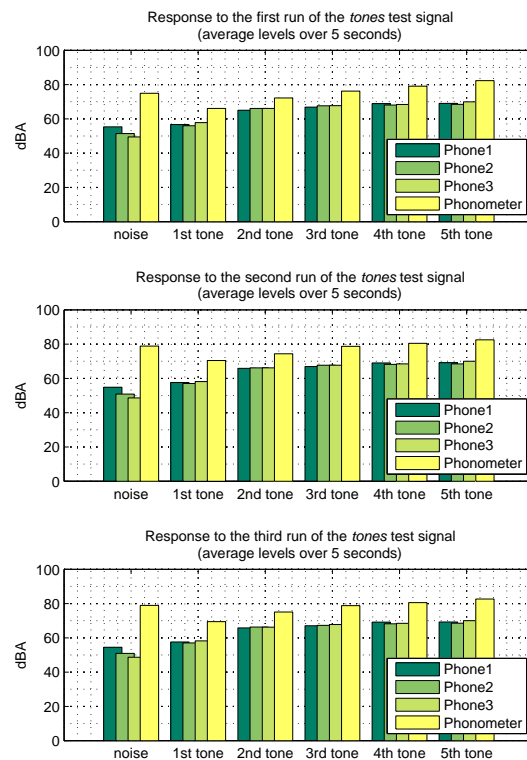 Response to the first run of the tones test signal
(average levels over 5 seconds)
100
80
60
40
20
0
dBA
noise 1st tone 2nd tone 3rd tone 4th tone 5th tone
Phone1
Phone2
Phone3
Phonometer
Response to the second run of the tones test signal
(average levels over 5 seconds)
100
80
60
40
20
0
dBA
noise 1st tone 2nd tone 3rd tone 4th tone 5th tone
Phone1
Phone2
Phone3
Phonometer
Response to the third run of the tones test signal
(average levels over 5 seconds)
100
80
60
40
20
0
dBA
noise 1st tone 2nd tone 3rd tone 4th tone 5th tone
Phone1
Phone2
Phone3
Phonometer